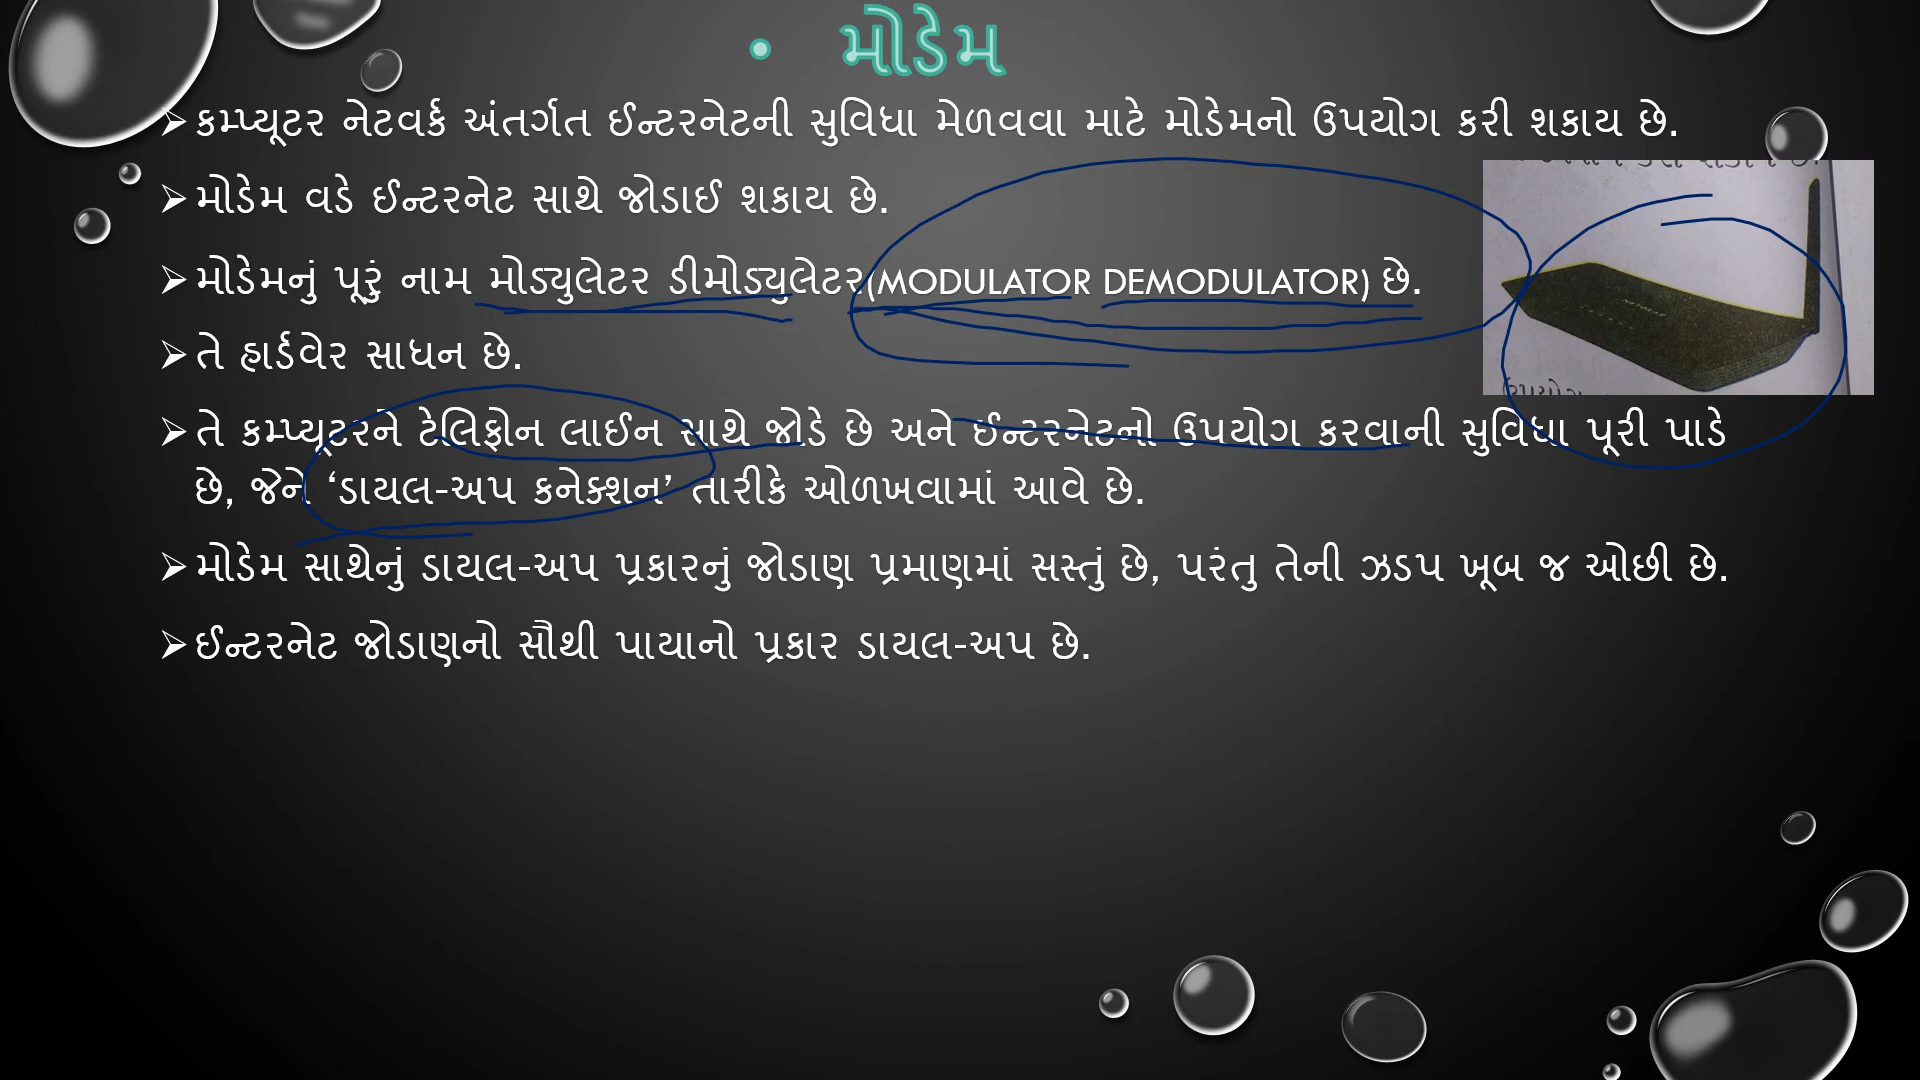 • મોડેમ
➢ કમ્પ્યૂટર નેટવર્ક અંતર્ગત ઈન્ટરનેટની સુવિધા મેળવવા માટે મોડેમનો ઉપયોગ કરી શકાય છે.
➢ મોડેમ વડે ઈન્ટરનેટ સાથે જોડાઈ શકાય છે.
➢ મોડેમનું પૂરું નામ મોડ્યુલેટર ડીમોડ્યુલેટર(MODULATOR DEMODULATOR) છે.
➢ તે હાર્ડવેર સાધન છે.
➢ તે કમ્પ્યૂટરને ટેલિફોન લાઈન સાથે જોડે છે અને ઈન્ટરનેટનો ઉપયોગ કરવાની સુવિધા પૂરી પાડે
છે, જેને ‘ડાયલ-અપ કનેક્શન’ તારીકે ઓળખવામાં આવે છે.
➢ મોડેમ સાથેનું ડાયલ-અપ પ્રકારનું જોડાણ પ્રમાણમાં સસ્તું છે, પરંતુ તેની ઝડપ ખૂબ જ ઓછી છે.
➢ ઈન્ટરનેટ જોડાણનો સૌથી પાયાનો પ્રકાર ડાયલ-અપ છે.